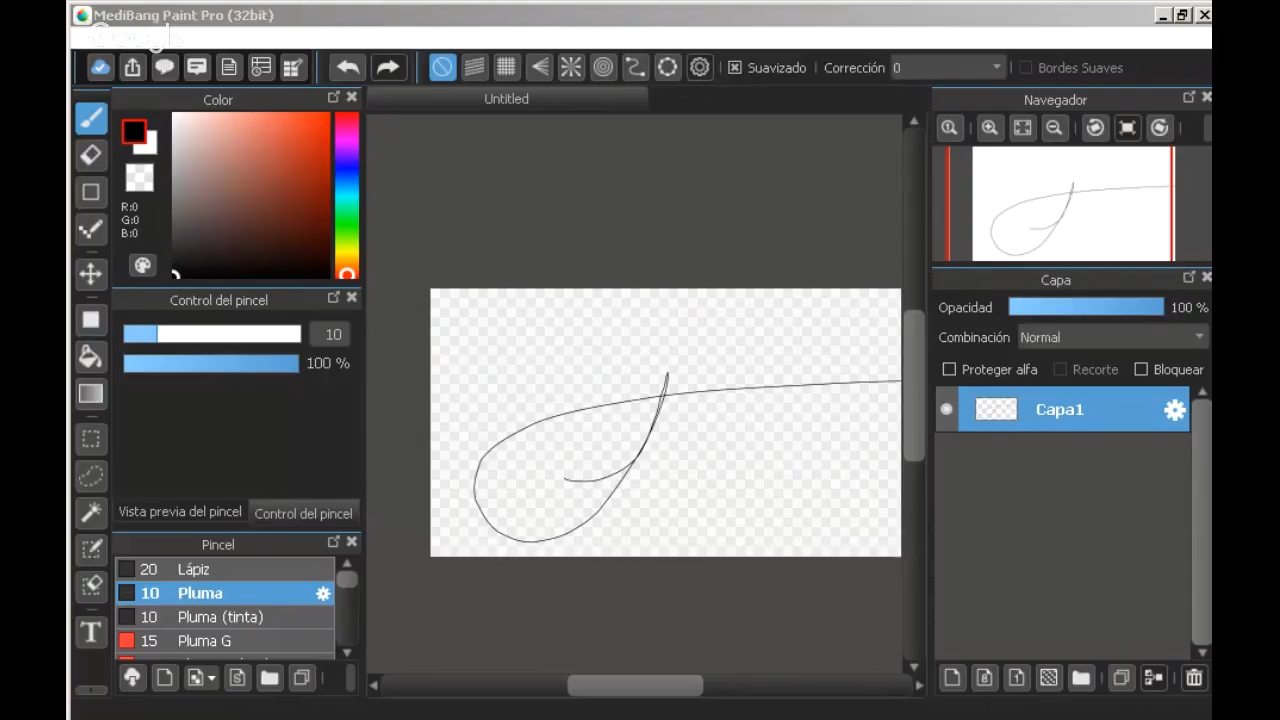 MediBang Paint Pro (32bit)
Google
Suavizado
Corrección 0
Bordes Suaves
Color
Untitled
Navegador
R:0
G:0
B:0
Control del pincel
10
100 %
Vista previa del pincel
Control del pincel
Pincel
20 Lápiz
10 Pluma
10 Pluma (tinta)
15 Pluma G
Capa
Opacidad 100 %
Combinación Normal
Proteger alfa
Recorte
Bloquear
Capa1
T